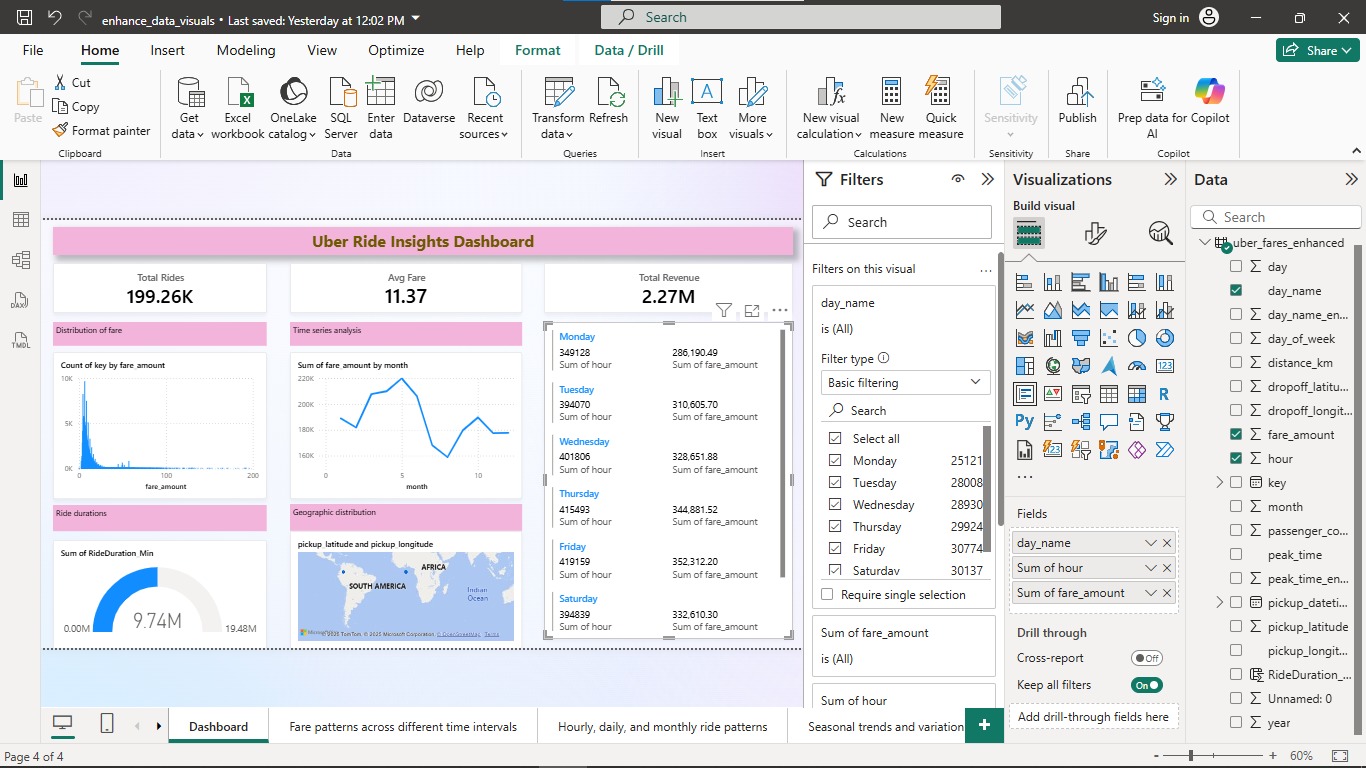 enhance_data_visuals • Last saved: Yesterday at 12:02 PM
Search
Sign in
File Home Insert Modeling View Optimize Help Format Data / Drill
Share
Paste
Cut
Copy
Format painter
Clipboard
Get data
Excel workbook
OneLake catalog
SQL Server
Enter data
Dataverse
Recent sources
Data
Transform data
Refresh
Queries
New visual
Text box
More visuals
Insert
New visual calculation
New measure
Quick measure
Calculations
Sensitivity
Sensitivity
Publish
Share
Prep data for AI
Copilot
Copilot
DAX
TMDL
Uber Ride Insights Dashboard
Total Rides
199.26K
Avg Fare
11.37
Total Revenue
2.27M
Distribution of fare
Count of key by fare_amount
10K
5K
0K
0 100 200
fare_amount
Time series analysis
Sum of fare_amount by month
220K
200K
180K
160K
0 5 10
month
Monday
349128 286,190.49
Sum of hour Sum of fare_amount
Tuesday
394070 310,605.70
Sum of hour Sum of fare_amount
Wednesday
401806 328,651.88
Sum of hour Sum of fare_amount
Thursday
415493 344,881.52
Sum of hour Sum of fare_amount
Friday
419159 352,312.20
Sum of hour Sum of fare_amount
Saturday
394839 332,610.30
Sum of hour Sum of fare_amount
Ride durations
Sum of RideDuration_Min
9.74M
0.00M 19.48M
Geographic distribution
pickup_latitude and pickup_longitude
AFRICA
SOUTH AMERICA
Indian
Ocean
© 2025 TomTom, © 2025 Microsoft Corporation, © OpenStreetMap Terms
Filters
Search
Filters on this visual
day_name
is (All)
Filter type
Basic filtering
Search
Select all
Monday 25121
Tuesday 28008
Wednesday 28930
Thursday 29924
Friday 30774
Saturday 30137
Require single selection
Sum of fare_amount
is (All)
Sum of hour
Visualizations
Build visual
123
R
Py
Fields
day_name
Sum of hour
Sum of fare_amount
Drill through
Cross-report Off
Keep all filters On
Add drill-through fields here
Data
Search
uber_fares_enhanced
day
day_name
day_name_en...
day_of_week
distance_km
dropoff_latitu...
dropoff_longit...
fare_amount
hour
key
month
passenger_co...
peak_time
peak_time_en...
pickup_dateti...
pickup_latitude
pickup_longit...
RideDuration_...
Unnamed: 0
year
Dashboard
Fare patterns across different time intervals
Hourly, daily, and monthly ride patterns
Seasonal trends and variation
Page 4 of 4
- + 60%